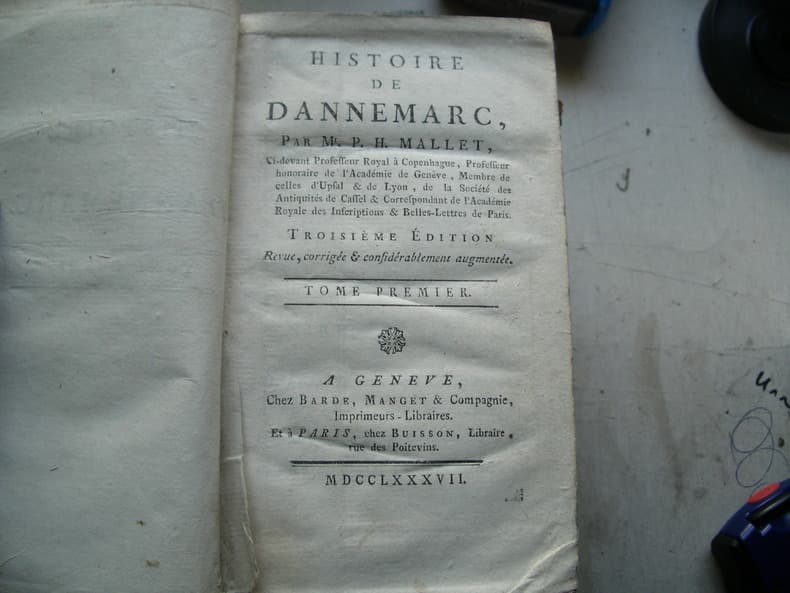 HISTOIRE
DE
DANNEMARC,
PAR Mr. P. H. MALLET,
Ci-devant Professeur Royal à Copenhague, Professeur
honoraire de l'Académie de Genève, Membre de
celles d'Upsal & de Lyon, de la Société des
Antiquités de Cassel & Correspondant de l'Académie
Royale des Inscriptions & Belles-Lettres de Paris.
TROISIÈME ÉDITION
Revue, corrigée & considérablement augmentée.
TOME PREMIER.
A GENEVE,
Chez BARDE, MANGET & Compagnie,
Imprimeurs-Libraires.
Et à PARIS, chez BUISSON, Libraire,
rue des Poitevins.
MDCCLXXXVII.